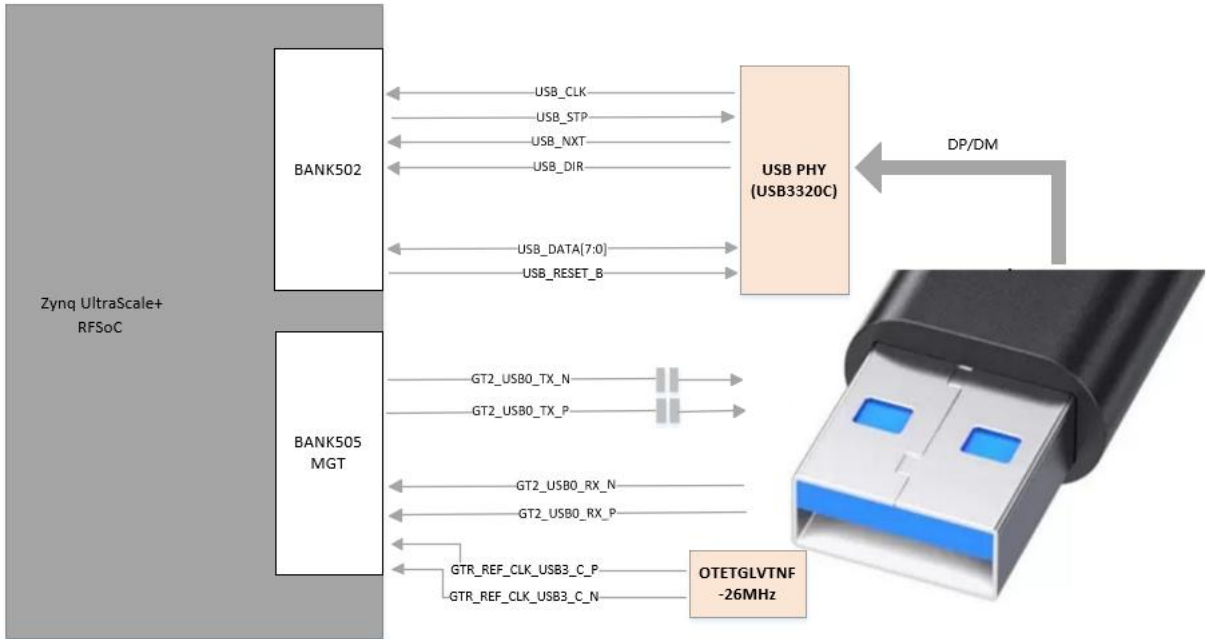 USB_CLK
USB_STP
USB_NXT
USB_DIR
BANK502
USB PHY
(USB3320C)
DP/DM
USB_DATA[7:0]
USB_RESET_B
Zynq UltraScale+
RFSoC
GT2_USB0_TX_N
GT2_USB0_TX_P
BANK505
MGT
GT2_USB0_RX_N
GT2_USB0_RX_P
GTR_REF_CLK_USB3_C_P
GTR_REF_CLK_USB3_C_N
OTETGLVTNF
-26MHz